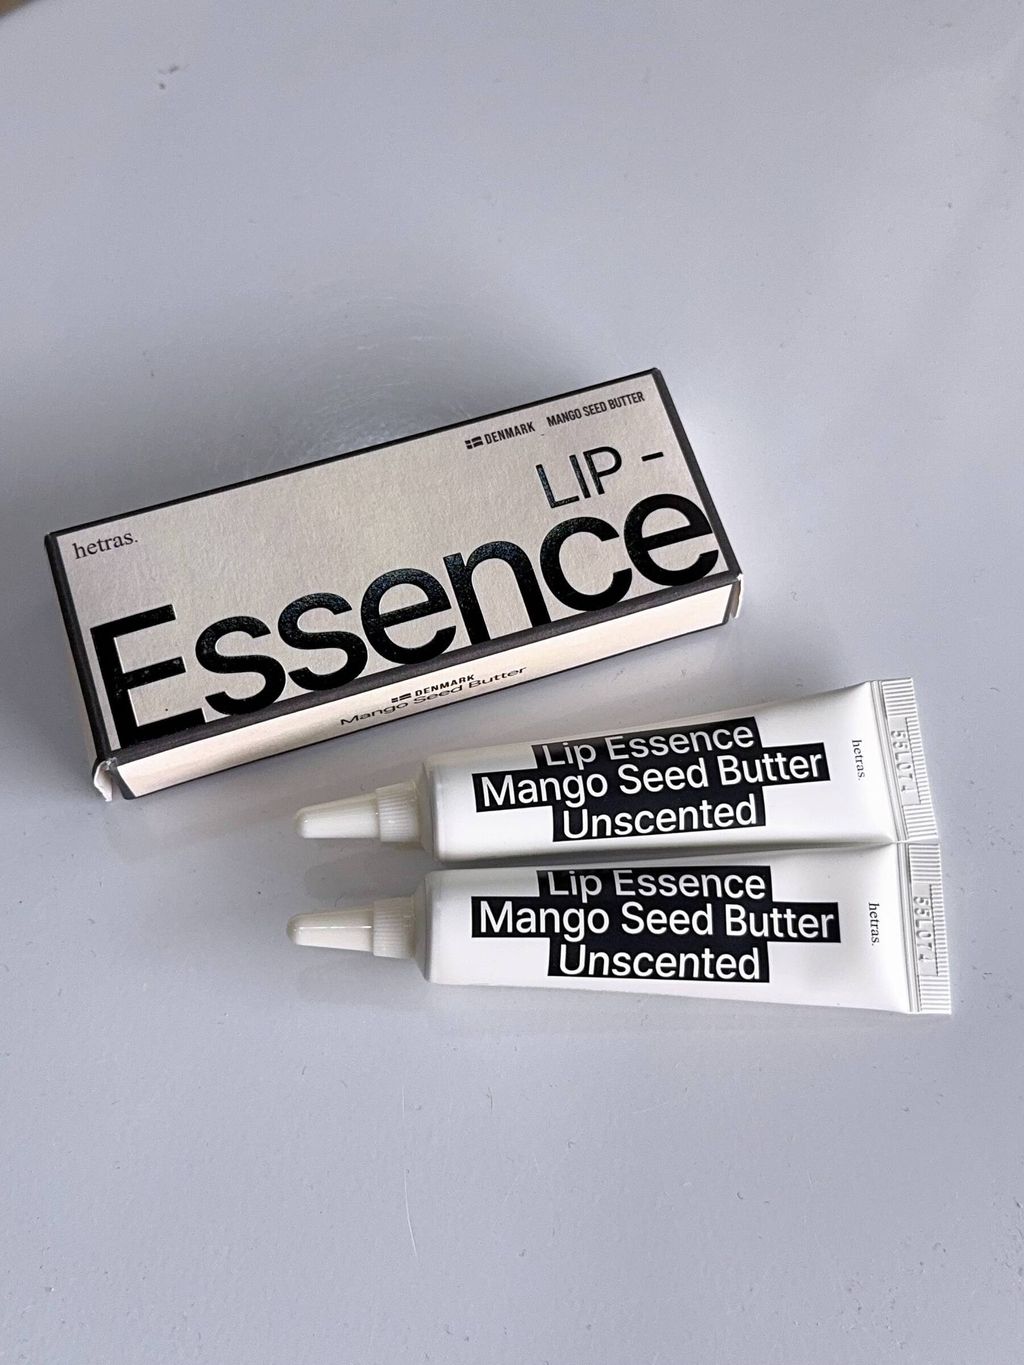 DENMARK MANGO SEED BUTTER
LIP -
hetras.
Essence
DENMARK
Mango Seed Butter
Lip Essence
Mango Seed Butter
Unscented
hetras.
Lip Essence
Mango Seed Butter
Unscented
hetras.